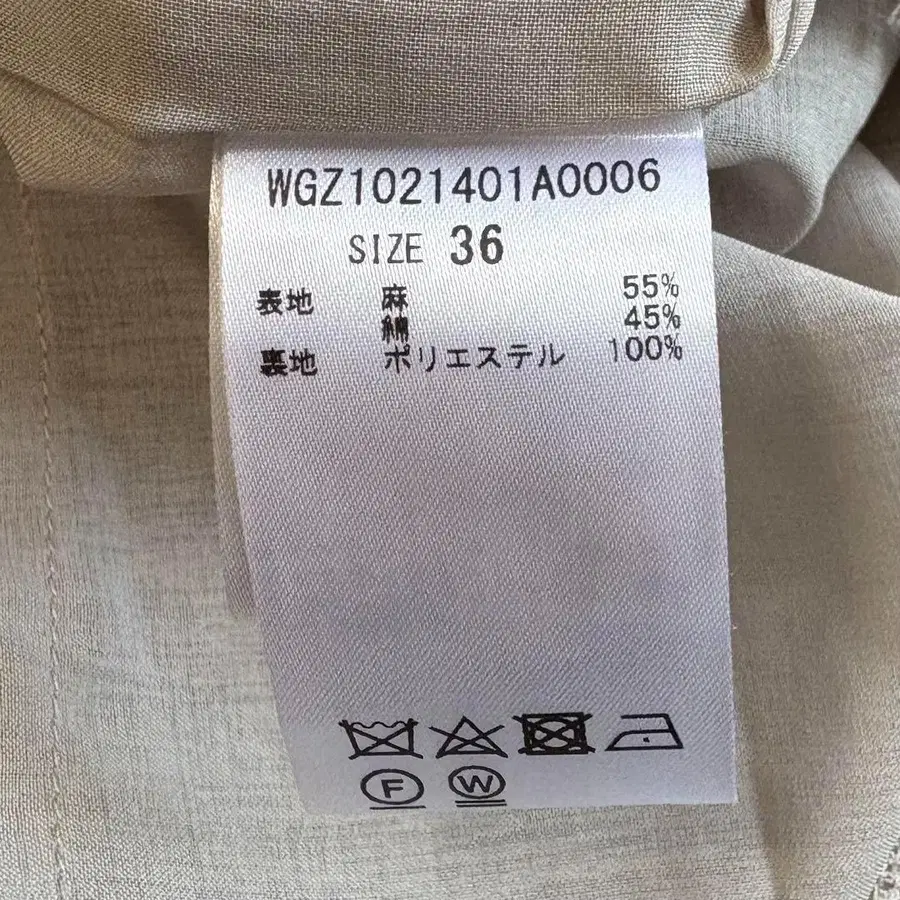 WGZ1021401A0006
SIZE 36
表地 麻 55%
綿 45%
裏地 ポリエステル 100%
F W